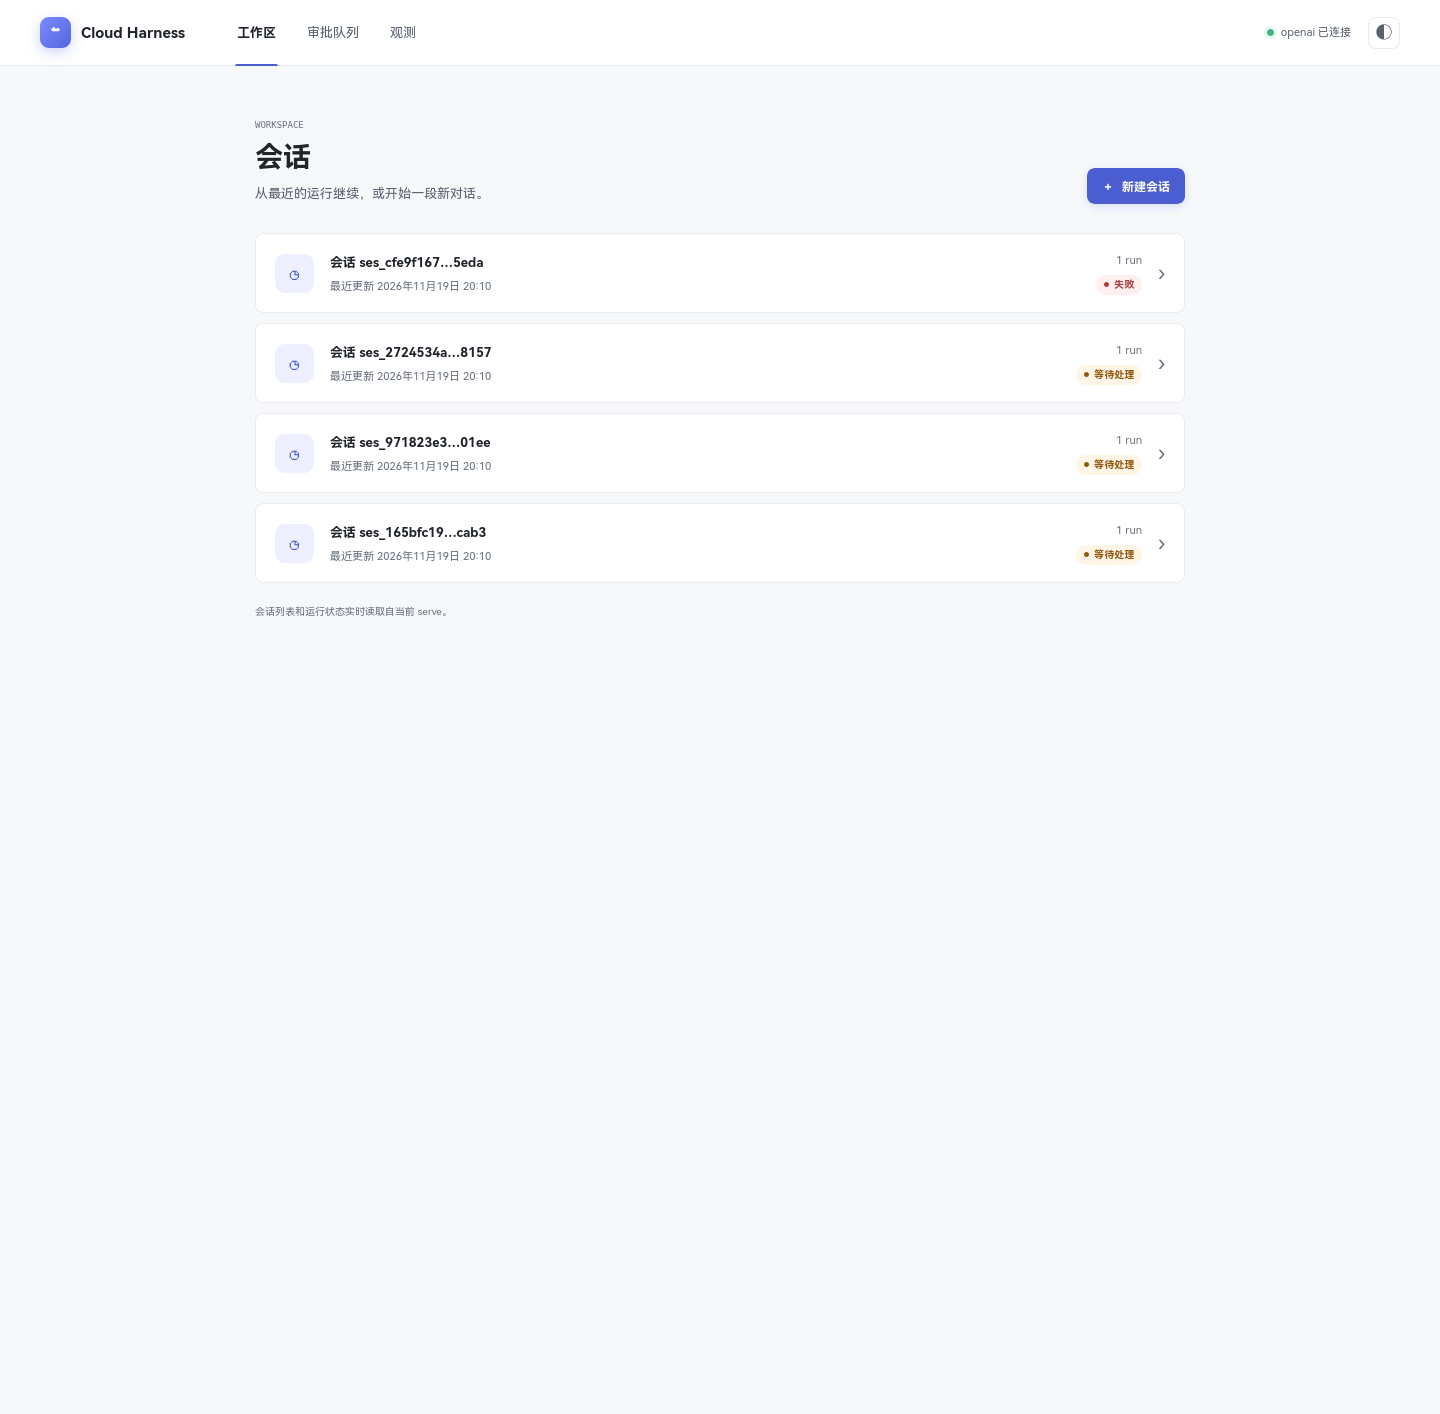 Cloud Harness
工作区
审批队列
观测
openai 已连接
WORKSPACE
会话
从最近的运行继续，或开始一段新对话。
+ 新建会话
会话 ses_cfe9f167…5eda
最近更新 2026年11月19日 20:10
1 run
失败
会话 ses_2724534a…8157
最近更新 2026年11月19日 20:10
1 run
等待处理
会话 ses_971823e3…01ee
最近更新 2026年11月19日 20:10
1 run
等待处理
会话 ses_165bfc19…cab3
最近更新 2026年11月19日 20:10
1 run
等待处理
会话列表和运行状态实时读取自当前 serve。